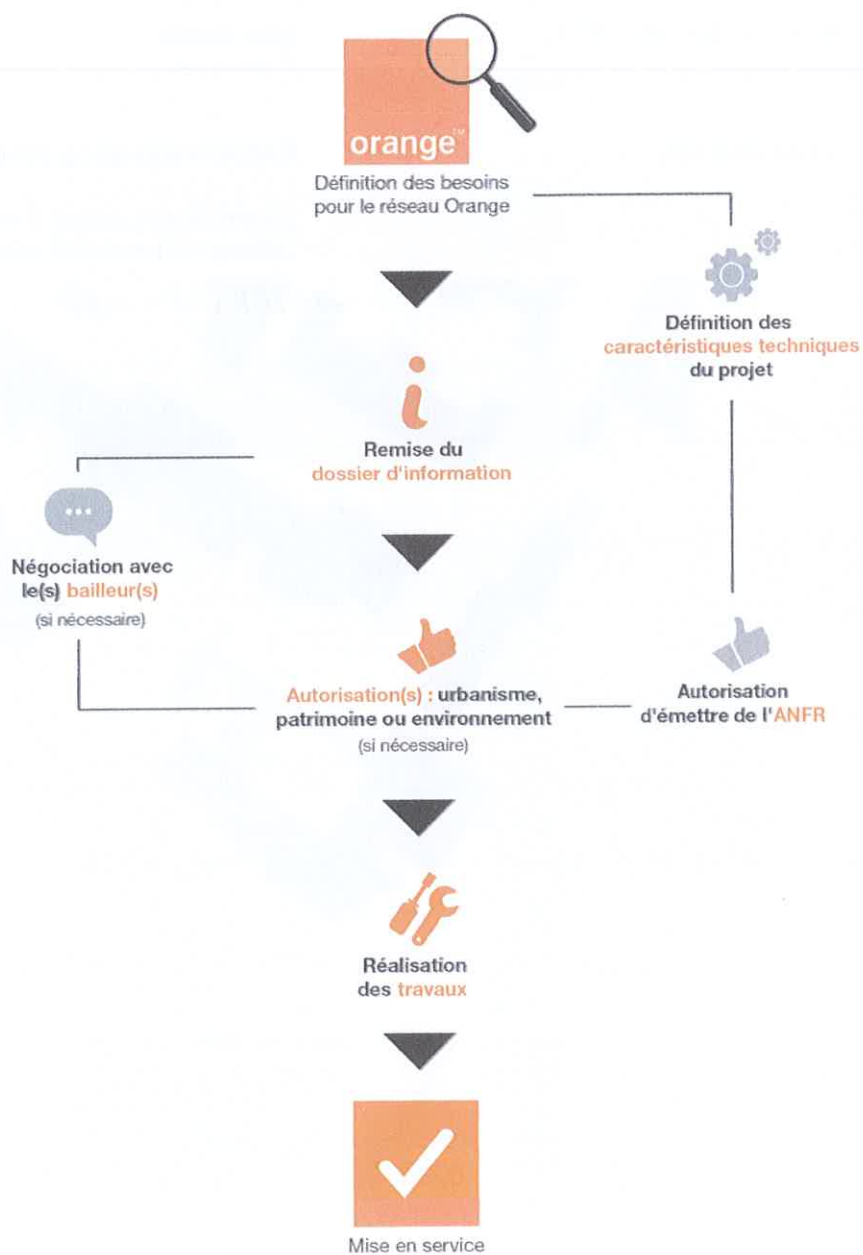 orange™
Définition des besoins
pour le réseau Orange
Définition des
caractéristiques techniques
du projet
Remise du
dossier d'information
Négociation avec
le(s) bailleur(s)
(si nécessaire)
Autorisation(s) : urbanisme,
patrimoine ou environnement
(si nécessaire)
Autorisation
d'émettre de l'ANFR
Réalisation
des travaux
Mise en service